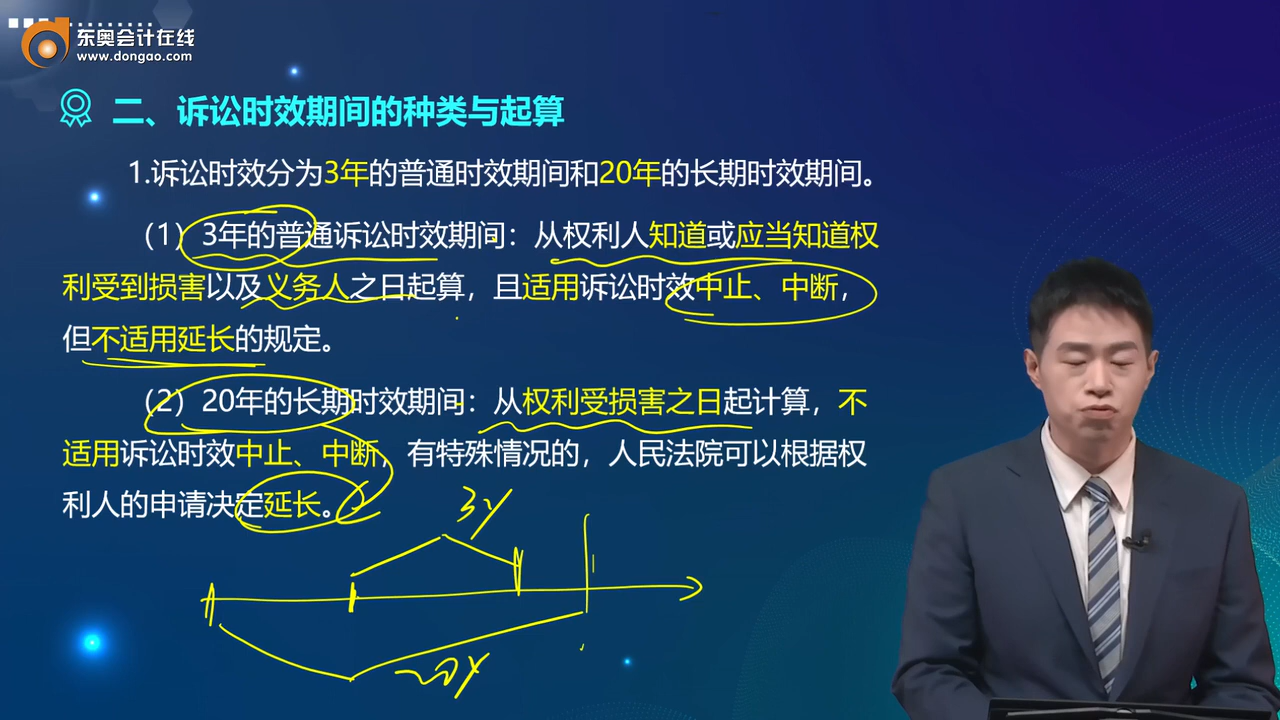 东奥会计在线
www.dongao.com
二、诉讼时效期间的种类与起算
1.诉讼时效分为3年的普通时效期间和20年的长期时效期间。
（1）3年的普通诉讼时效期间：从权利人知道或应当知道权
利受到损害以及义务人之日起算，且适用诉讼时效中止、中断，
但不适用延长的规定。
（2）20年的长期时效期间：从权利受损害之日起计算，不
适用诉讼时效中止、中断，有特殊情况的，人民法院可以根据权
利人的申请决定延长。
3y
20y